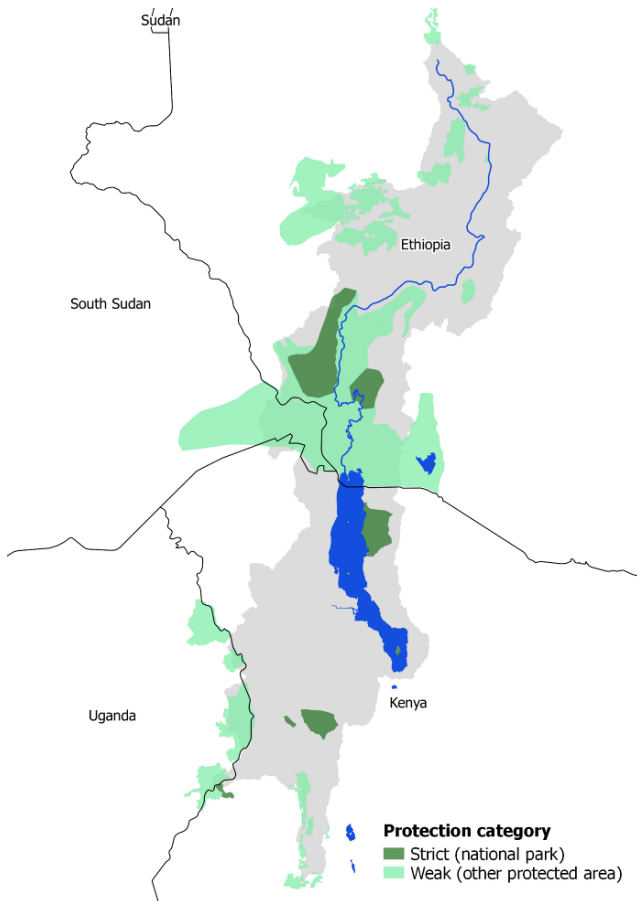 Sudan
Ethiopia
South Sudan
Uganda
Kenya
Protection category
Strict (national park)
Weak (other protected area)